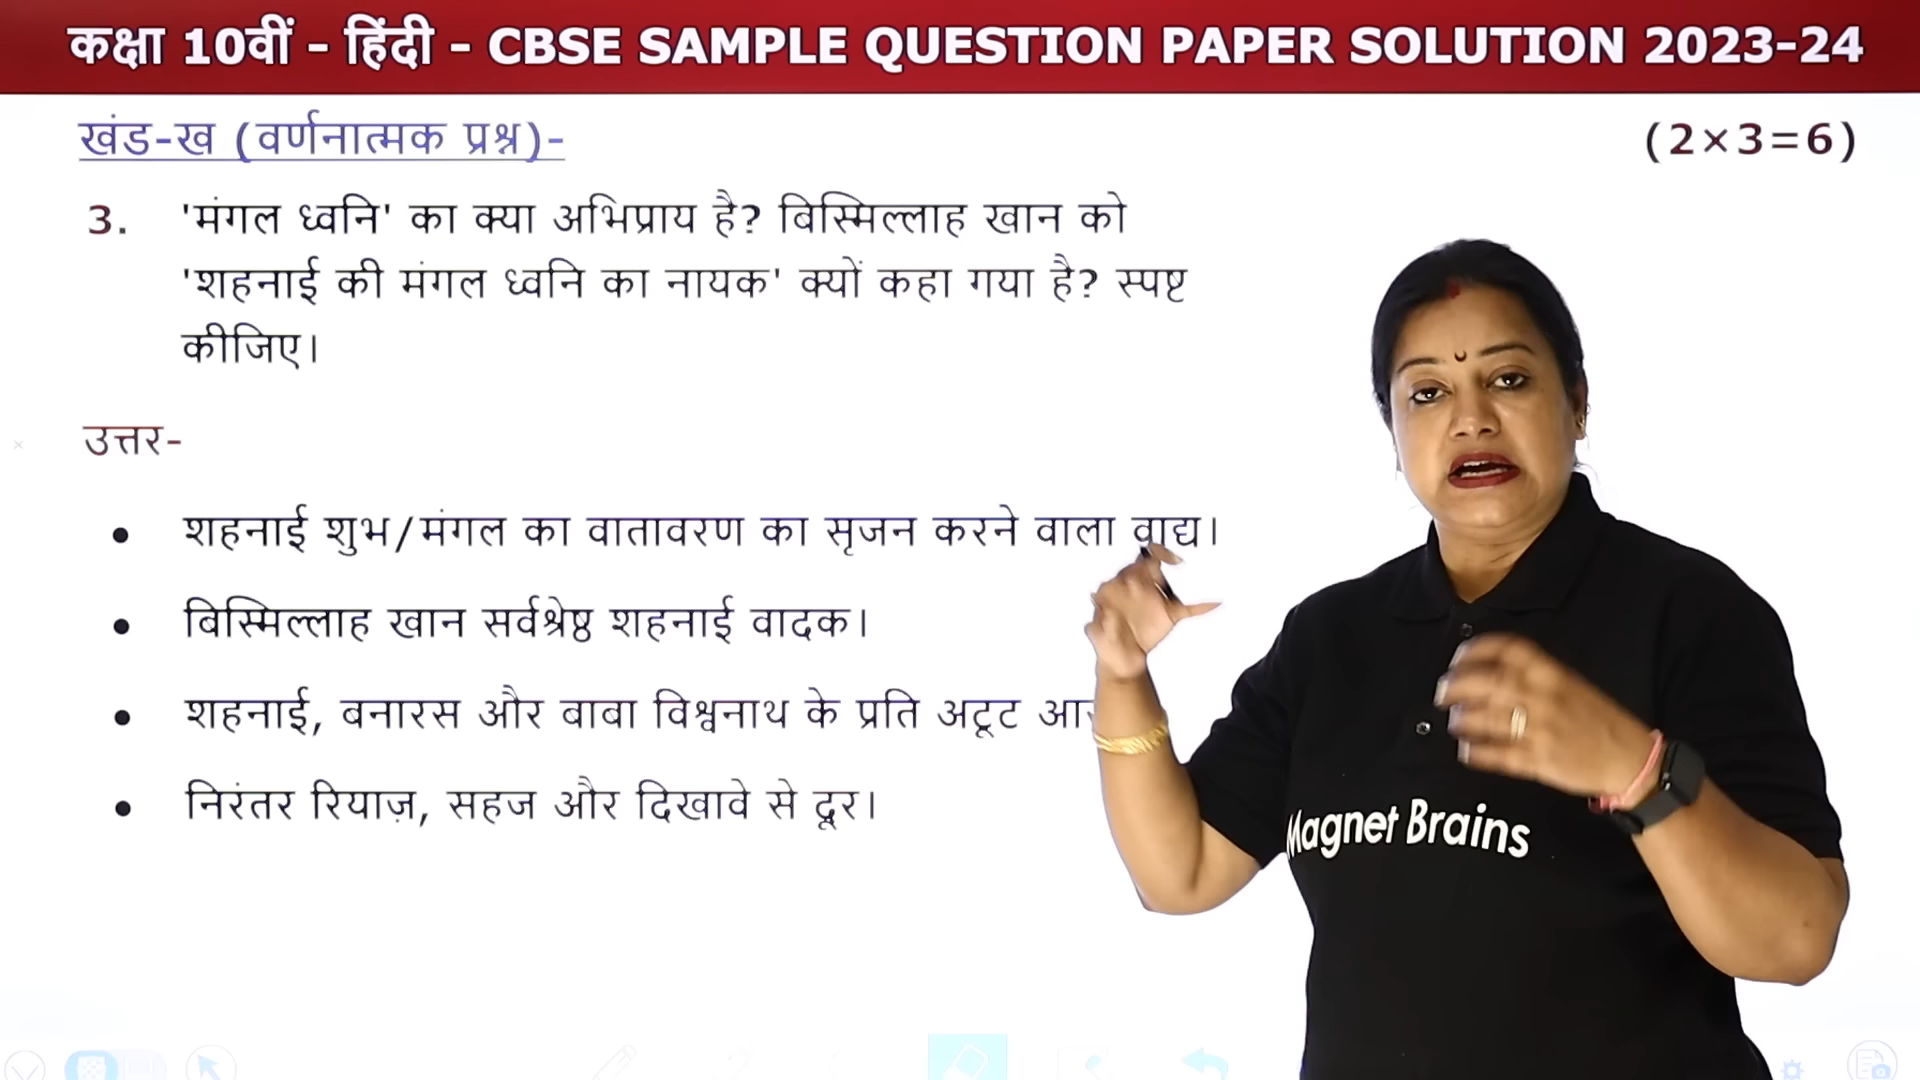 कक्षा 10वीं - हिंदी - CBSE SAMPLE QUESTION PAPER SOLUTION 2023-24
खंड-ख (वर्णनात्मक प्रश्न)- (2×3=6)
3. 'मंगल ध्वनि' का क्या अभिप्राय है? बिस्मिल्लाह खान को
'शहनाई की मंगल ध्वनि का नायक' क्यों कहा गया है? स्पष्ट
कीजिए।
उत्तर-
• शहनाई शुभ/मंगल का वातावरण का सृजन करने वाला वाद्य।
• बिस्मिल्लाह खान सर्वश्रेष्ठ शहनाई वादक।
• शहनाई, बनारस और बाबा विश्वनाथ के प्रति अटूट
• निरंतर रियाज़, सहज और दिखावे से दूर।
Magnet Brains